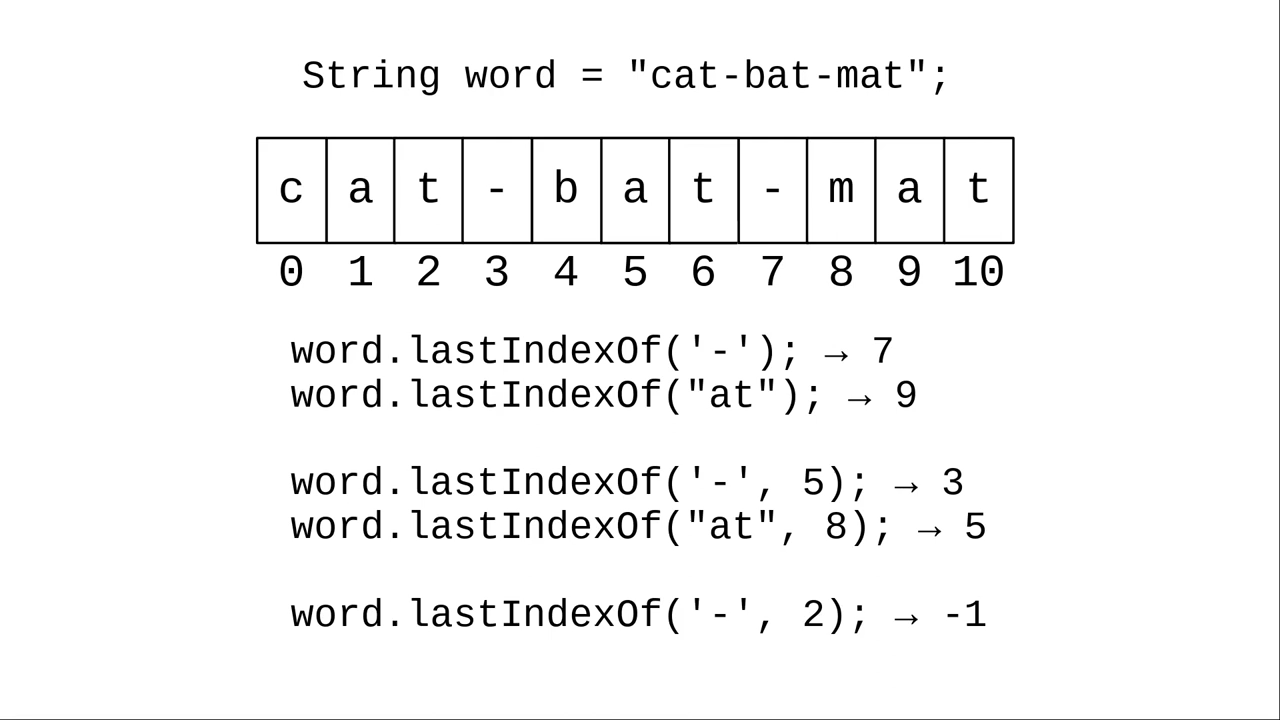 String word = "cat-bat-mat";
c a t - b a t - m a t
0 1 2 3 4 5 6 7 8 9 10
word.lastIndexOf('-'); → 7
word.lastIndexOf("at"); → 9
word.lastIndexOf('-', 5); → 3
word.lastIndexOf("at", 8); → 5
word.lastIndexOf('-', 2); → -1